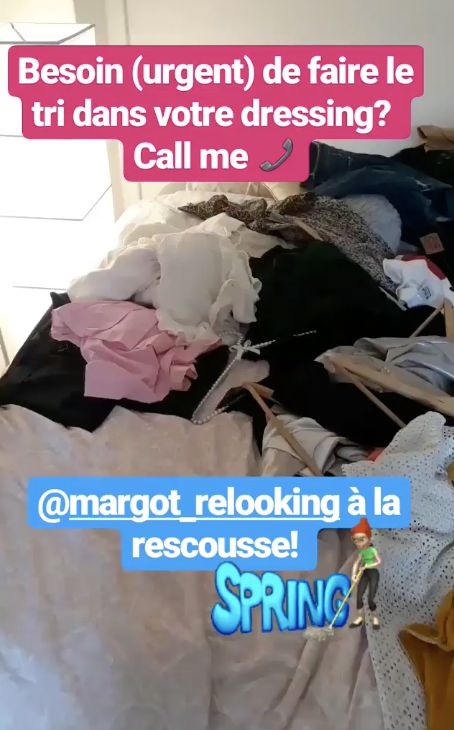 Besoin (urgent) de faire le
tri dans votre dressing?
Call me 📞
@margot_relooking à la
rescousse!
SPRING